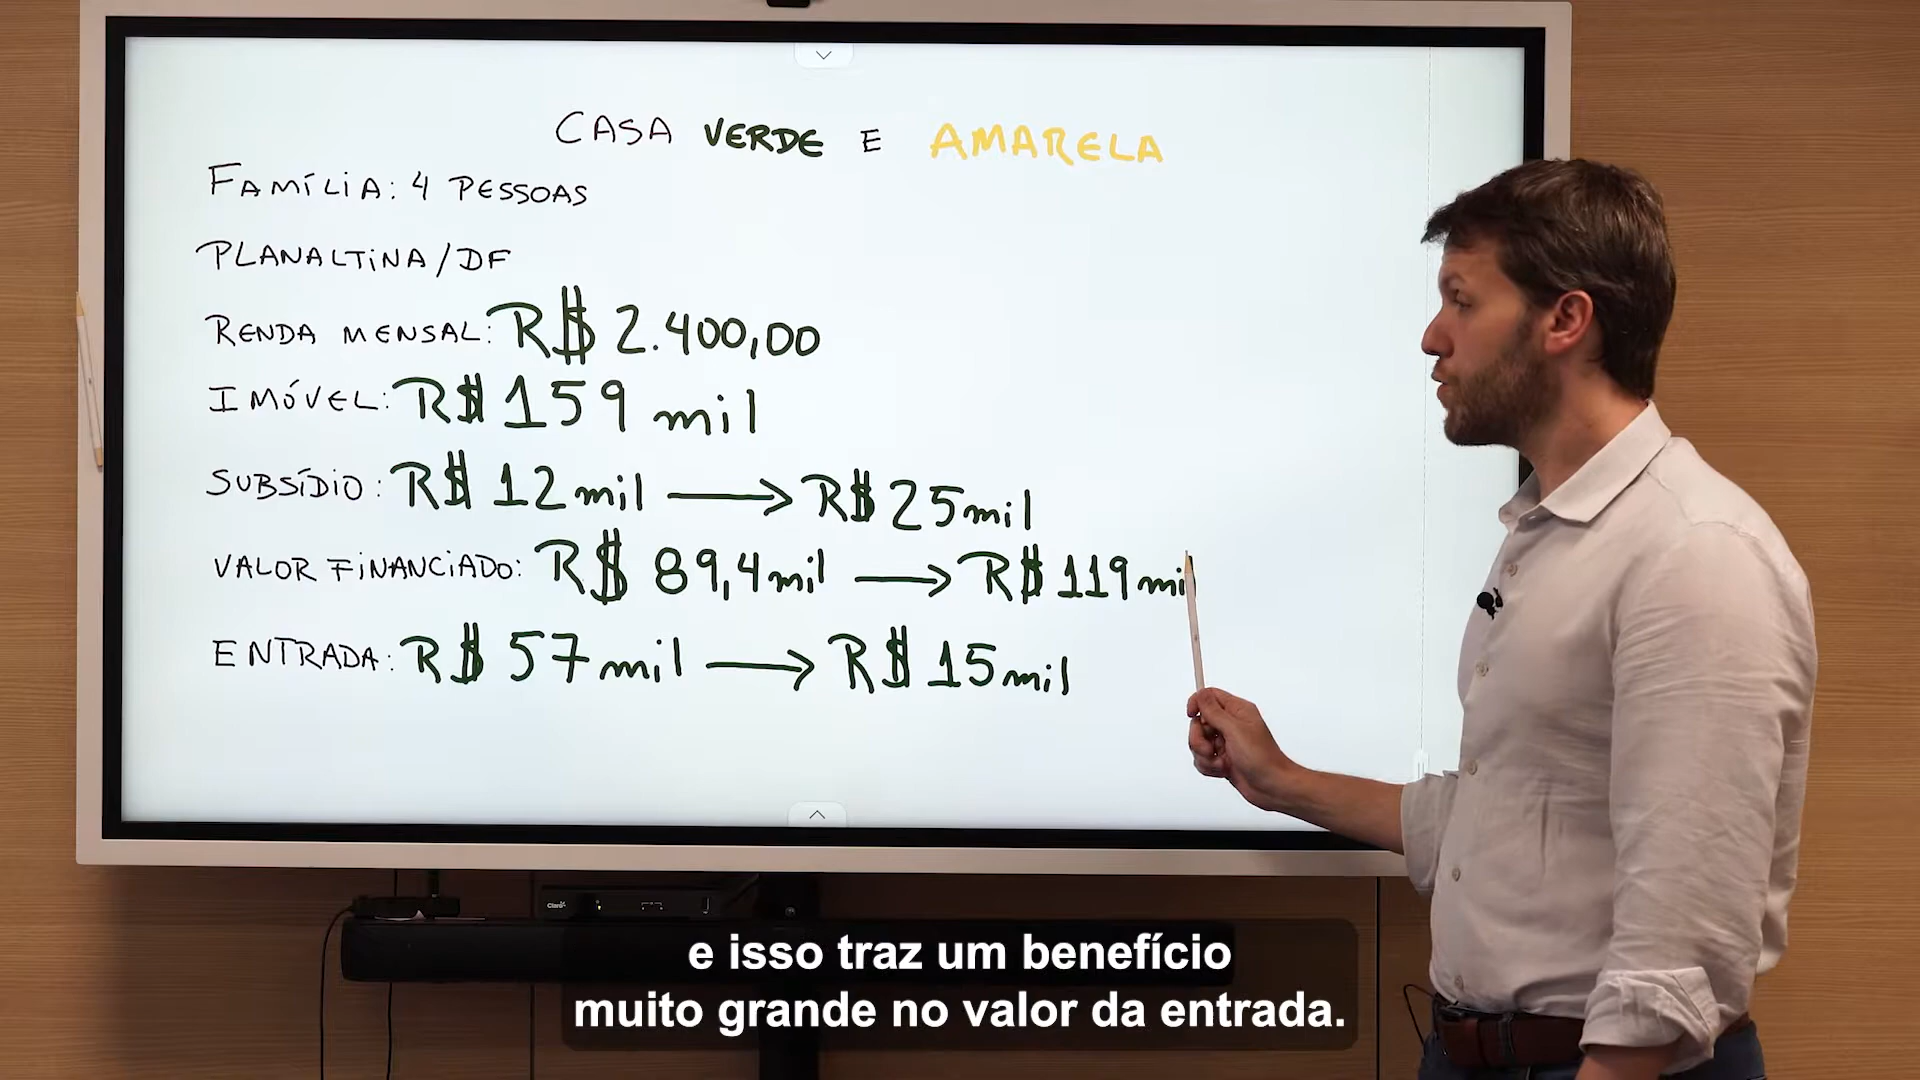 CASA VERDE E AMARELA
FAMÍLIA: 4 PESSOAS
PLANALTINA/DF
RENDA MENSAL: R$ 2.400,00
IMÓVEL: R$ 159 mil
SUBSÍDIO: R$ 12 mil → R$ 25 mil
VALOR FINANCIADO: R$ 89,4 mil → R$ 119 mil
ENTRADA: R$ 57 mil → R$ 15 mil
Claro
e isso traz um benefício
muito grande no valor da entrada.